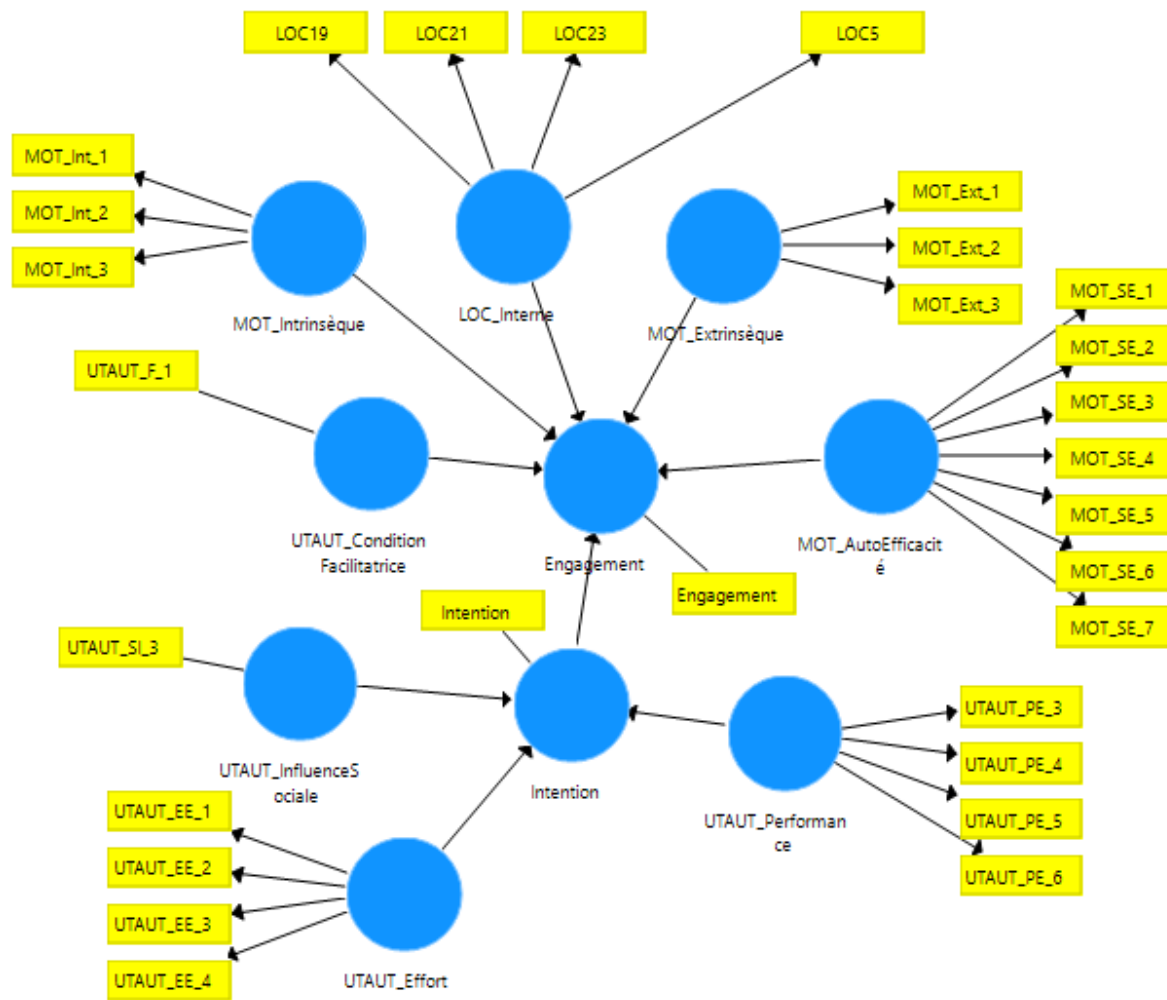 LOC19
LOC21
LOC23
LOC5
MOT_Int_1
MOT_Int_2
MOT_Int_3
MOT_Ext_1
MOT_Ext_2
MOT_Ext_3
MOT_Intrinsèque
LOC_Interne
MOT_Extrinsèque
MOT_SE_1
MOT_SE_2
MOT_SE_3
MOT_SE_4
MOT_SE_5
MOT_SE_6
MOT_SE_7
UTAUT_F_1
UTAUT_Condition
Facilitatrice
Engagement
MOT_AutoEfficacit
é
Engagement
Intention
UTAUT_SI_3
UTAUT_InfluenceS
ociale
Intention
UTAUT_Performan
ce
UTAUT_PE_3
UTAUT_PE_4
UTAUT_PE_5
UTAUT_PE_6
UTAUT_EE_1
UTAUT_EE_2
UTAUT_EE_3
UTAUT_EE_4
UTAUT_Effort